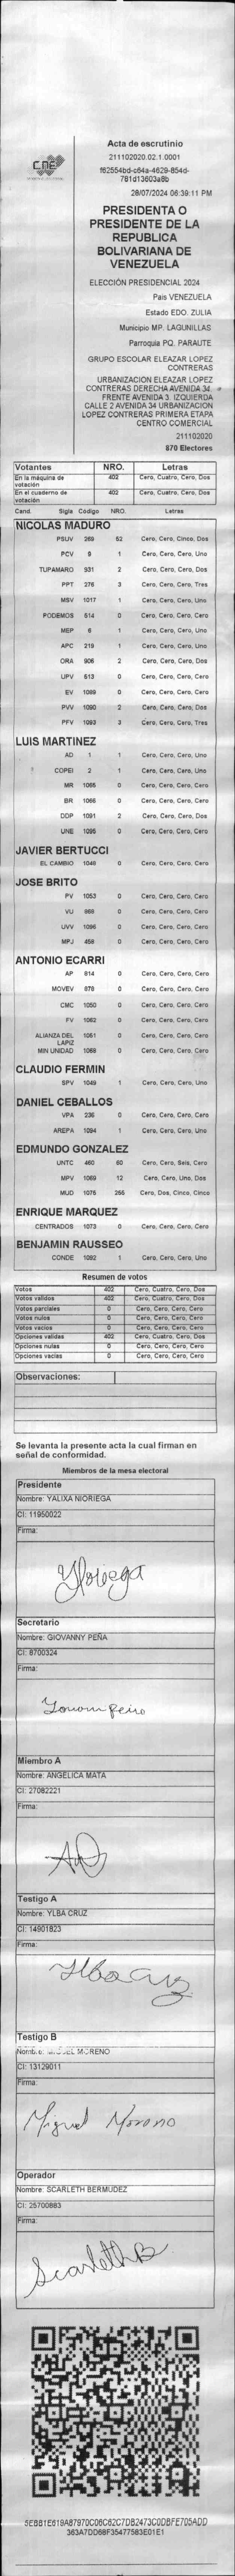 CNE
Acta de escrutinio
211102020.02.1.0001
f62554bd-c64a-4629-854d-
781d13603a6b
28/07/2024 06:39:11 PM
PRESIDENTA O
PRESIDENTE DE LA
REPUBLICA
BOLIVARIANA DE
VENEZUELA
ELECCIÓN PRESIDENCIAL 2024
Pais VENEZUELA
Estado EDO. ZULIA
Municipio MP. LAGUNILLAS
Parroquia PQ. PARAUTE
GRUPO ESCOLAR ELEAZAR LOPEZ
CONTRERAS
URBANIZACION ELEAZAR LOPEZ
CONTRERAS DERECHA AVENIDA 34.
FRENTE AVENIDA 3. IZQUIERDA
CALLE 2 AVENIDA 34 URBANIZACION
LOPEZ CONTRERAS PRIMERA ETAPA
CENTRO COMERCIAL
211102020
870 Electores
Votantes NRO. Letras
En la máquina de votación 402 Cero, Cuatro, Cero, Dos
En el cuaderno de votación 402 Cero, Cuatro, Cero, Dos
Cand. Sigla Código NRO. Letras
NICOLAS MADURO
PSUV 269 52 Cero, Cero, Cinco, Dos
PCV 9 1 Cero, Cero, Cero, Uno
TUPAMARO 931 2 Cero, Cero, Cero, Dos
PPT 276 3 Cero, Cero, Cero, Tres
MSV 1017 1 Cero, Cero, Cero, Uno
PODEMOS 514 0 Cero, Cero, Cero, Cero
MEP 6 1 Cero, Cero, Cero, Uno
APC 219 1 Cero, Cero, Cero, Uno
ORA 906 2 Cero, Cero, Cero, Dos
UPV 513 0 Cero, Cero, Cero, Cero
EV 1099 0 Cero, Cero, Cero, Cero
PVV 1090 2 Cero, Cero, Cero, Dos
PFV 1093 3 Cero, Cero, Cero, Tres
LUIS MARTINEZ
AD 1 1 Cero, Cero, Cero, Uno
COPEI 2 1 Cero, Cero, Cero, Uno
MR 1065 0 Cero, Cero, Cero, Cero
BR 1066 0 Cero, Cero, Cero, Cero
DDP 1091 2 Cero, Cero, Cero, Dos
UNE 1095 0 Cero, Cero, Cero, Cero
JAVIER BERTUCCI
EL CAMBIO 1048 0 Cero, Cero, Cero, Cero
JOSE BRITO
PV 1053 0 Cero, Cero, Cero, Cero
VU 868 0 Cero, Cero, Cero, Cero
UVV 1096 0 Cero, Cero, Cero, Cero
MPJ 458 0 Cero, Cero, Cero, Cero
ANTONIO ECARRI
AP 814 0 Cero, Cero, Cero, Cero
MOVEV 878 0 Cero, Cero, Cero, Cero
CMC 1050 0 Cero, Cero, Cero, Cero
FV 1062 0 Cero, Cero, Cero, Cero
ALIANZA DEL LAPIZ 1061 0 Cero, Cero, Cero, Cero
MIN UNIDAD 1068 0 Cero, Cero, Cero, Cero
CLAUDIO FERMIN
SPV 1049 1 Cero, Cero, Cero, Uno
DANIEL CEBALLOS
VPA 236 0 Cero, Cero, Cero, Cero
AREPA 1094 1 Cero, Cero, Cero, Uno
EDMUNDO GONZALEZ
UNTC 460 60 Cero, Cero, Seis, Cero
MPV 1069 12 Cero, Cero, Uno, Dos
MUD 1075 255 Cero, Dos, Cinco, Cinco
ENRIQUE MARQUEZ
CENTRADOS 1073 0 Cero, Cero, Cero, Cero
BENJAMIN RAUSSEO
CONDE 1092 1 Cero, Cero, Cero, Uno
Resumen de votos
Votos 402 Cero, Cuatro, Cero, Dos
Votos validos 402 Cero, Cuatro, Cero, Dos
Votos parciales 0 Cero, Cero, Cero, Cero
Votos nulos 0 Cero, Cero, Cero, Cero
Votos vacios 0 Cero, Cero, Cero, Cero
Opciones validas 402 Cero, Cuatro, Cero, Dos
Opciones nulas 0 Cero, Cero, Cero, Cero
Opciones vacias 0 Cero, Cero, Cero, Cero
Observaciones:
Se levanta la presente acta la cual firman en
señal de conformidad.
Miembros de la mesa electoral
Presidente
Nombre: YALIXA NIORIEGA
CI: 11950022
Firma:
Secretario
Nombre: GIOVANNY PEÑA
CI: 8700324
Firma:
Miembro A
Nombre: ANGELICA MATA
CI: 27082221
Firma:
Testigo A
Nombre: YLBA CRUZ
CI: 14901823
Firma:
Ylba Cruz
Testigo B
Nombre: MIGUEL MORENO
CI: 13129011
Firma:
Miguel Moreno
Operador
Nombre: SCARLETH BERMUDEZ
CI: 25700883
Firma:
Scarleth B
5EBB1E619A87970C06C62C7DB2473C0DBFE705ADD
363A7DD68F35477583E01E1